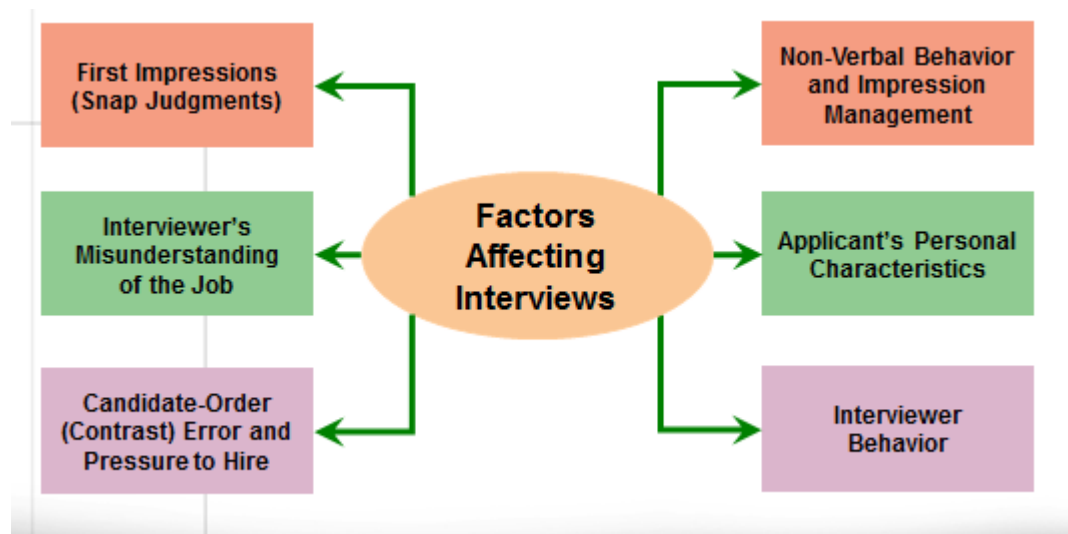 First Impressions
(Snap Judgments)
Interviewer's
Misunderstanding
of the Job
Candidate-Order
(Contrast) Error and
Pressure to Hire
Factors
Affecting
Interviews
Non-Verbal Behavior
and Impression
Management
Applicant's Personal
Characteristics
Interviewer
Behavior